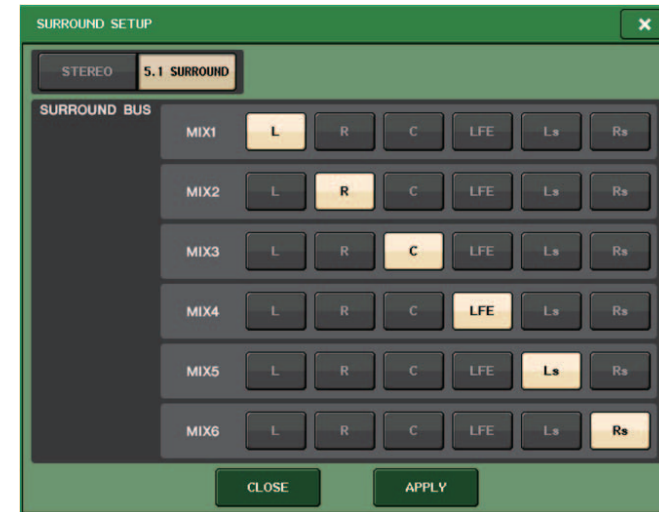 SURROUND SETUP ×
STEREO 5.1 SURROUND
SURROUND BUS
MIX1 L R C LFE Ls Rs
MIX2 L R C LFE Ls Rs
MIX3 L R C LFE Ls Rs
MIX4 L R C LFE Ls Rs
MIX5 L R C LFE Ls Rs
MIX6 L R C LFE Ls Rs
CLOSE APPLY